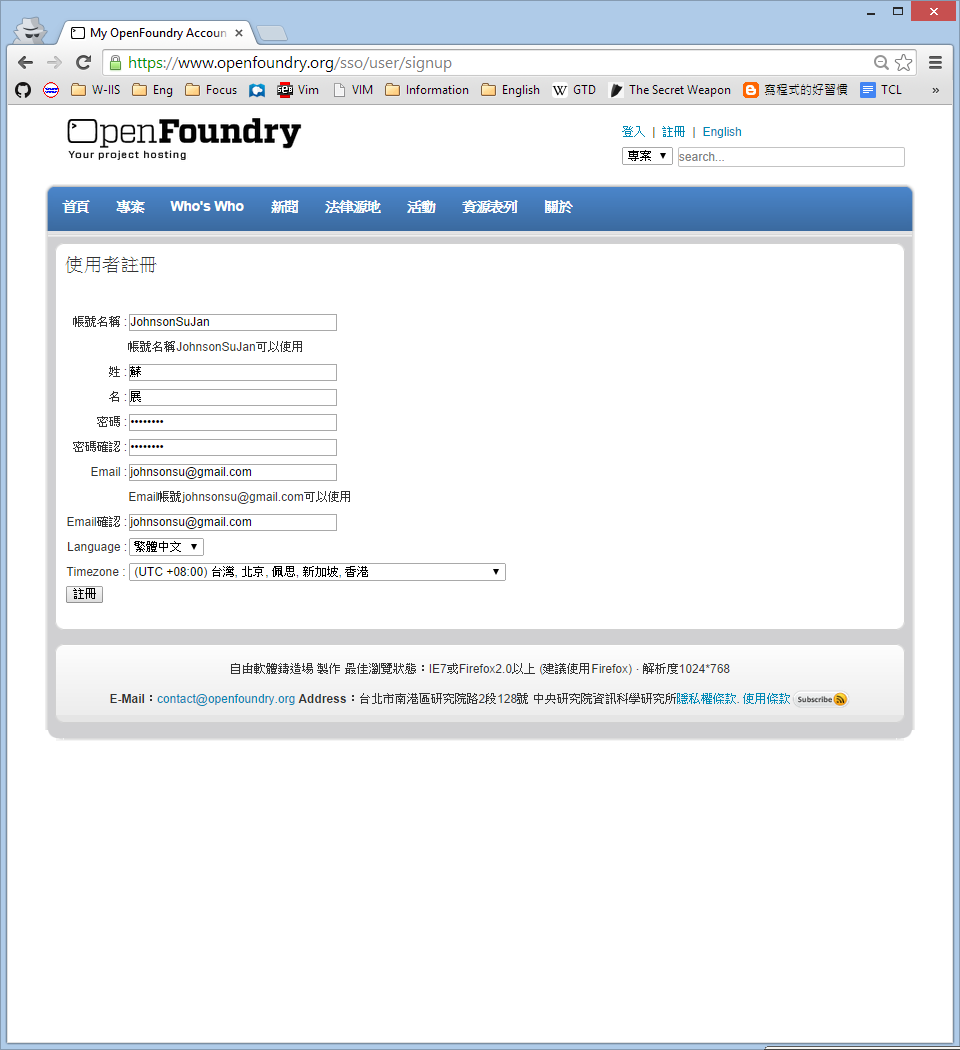 My OpenFoundry Accoun
https://www.openfoundry.org/sso/user/signup
W-IIS Eng Focus Vim VIM Information English GTD The Secret Weapon 寫程式的好習慣 TCL »
OpenFoundry
Your project hosting
登入 | 註冊 | English
專案 search...
首頁 專案 Who's Who 新聞 法律源地 活動 資源表列 關於
使用者註冊
帳號名稱 : JohnsonSuJan
帳號名稱JohnsonSuJan可以使用
姓 : 蘇
名 : 展
密碼 : ••••••••
密碼確認 : ••••••••
Email : johnsonsu@gmail.com
Email帳號johnsonsu@gmail.com可以使用
Email確認 : johnsonsu@gmail.com
Language : 繁體中文
Timezone : (UTC +08:00) 台灣, 北京, 佩思, 新加坡, 香港
註冊
自由軟體鑄造場 製作 最佳瀏覽狀態：IE7或Firefox2.0以上 (建議使用Firefox) · 解析度1024*768
E-Mail：contact@openfoundry.org Address：台北市南港區研究院路2段128號 中央研究院資訊科學研究所隱私權條款. 使用條款 Subscribe